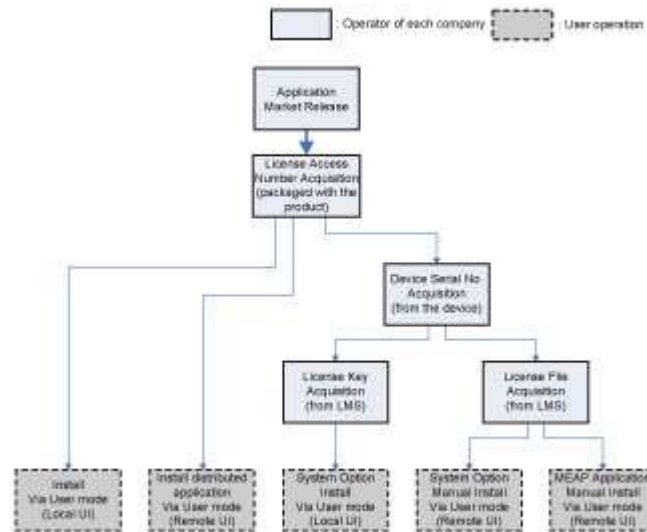 : Operator of each company
: User operation
Application
Market Release
License Access
Number Acquisition
(packaged with the
product)
Device Serial No
Acquisition
(from the device)
License Key
Acquisition
(from LMS)
License File
Acquisition
(from LMS)
Install
Via User mode
(Local UI)
Install distributed
application
Via User mode
(Remote UI)
System Option
Install
Via User mode
(Local UI)
System Option
Manual Install
Via User mode
(Remote UI)
MEAP Application
Manual Install
Via User mode
(Remote UI)